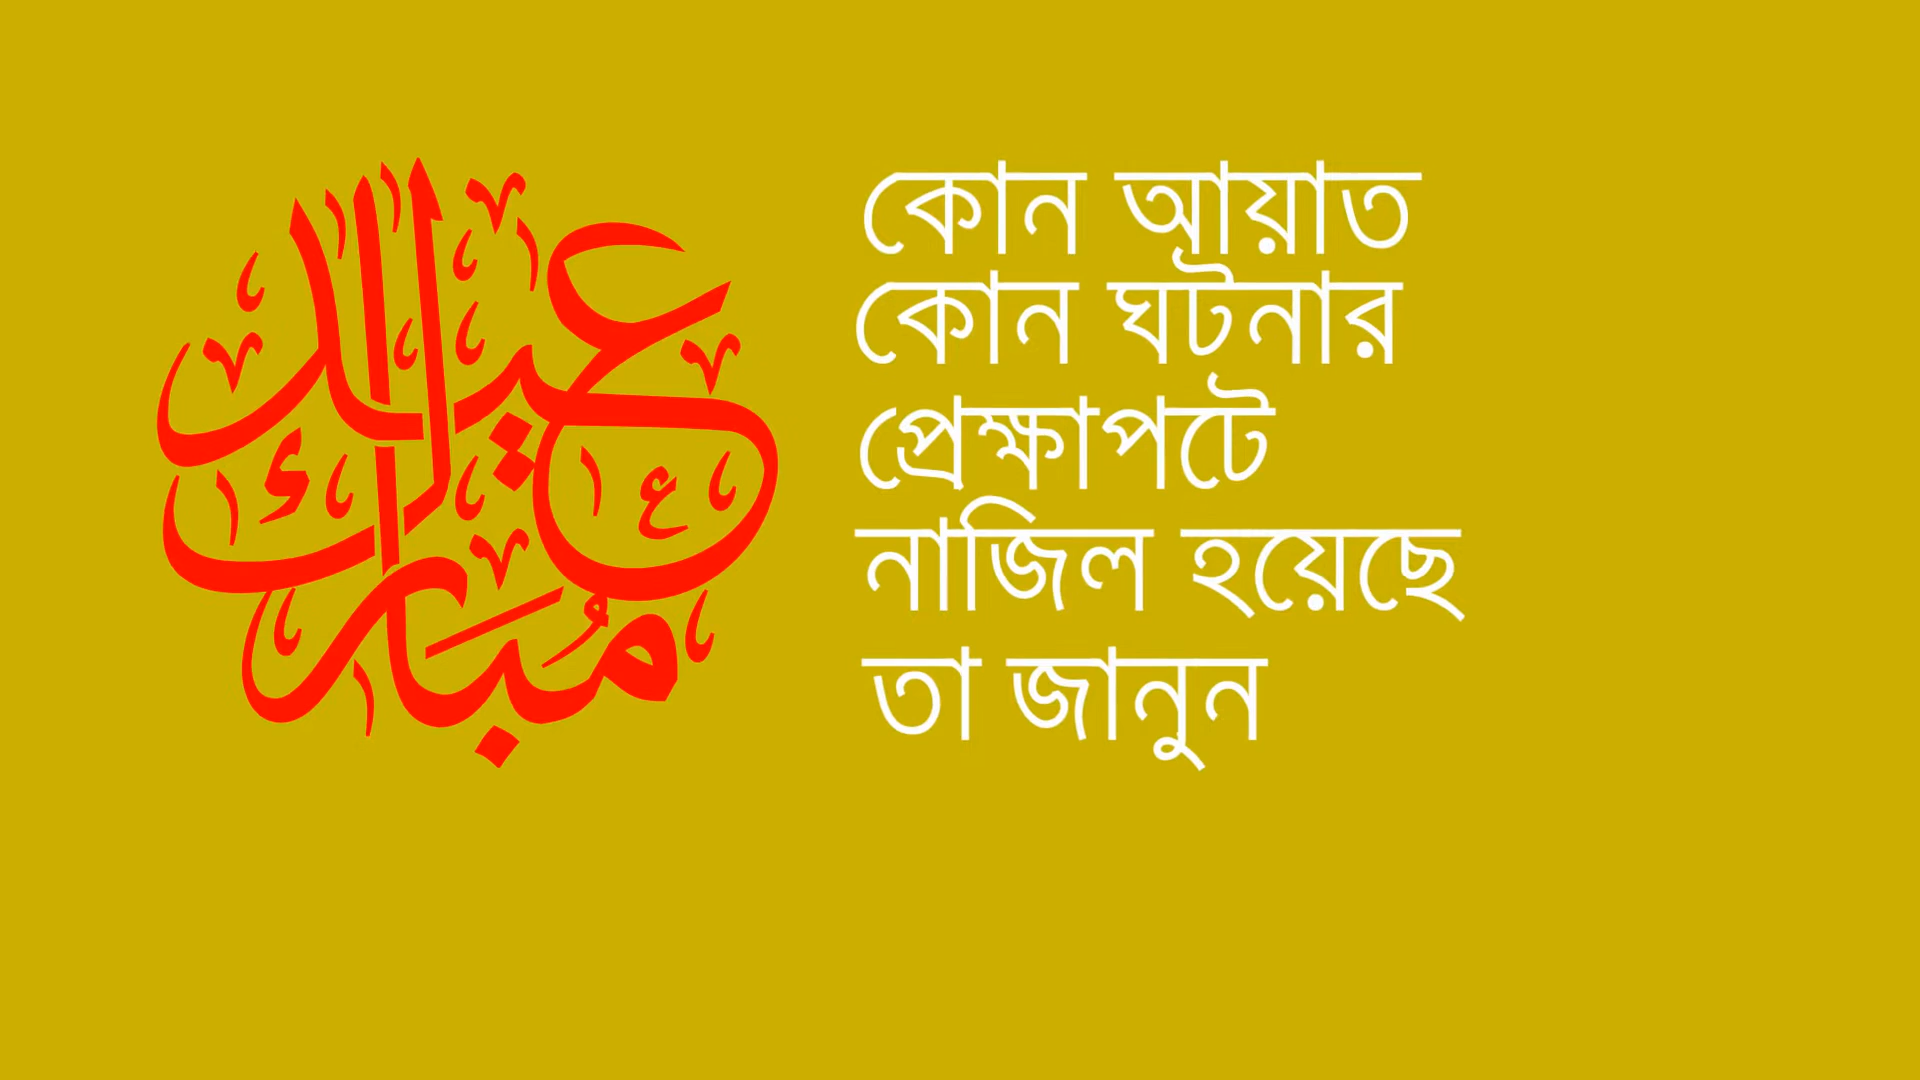 عيد مبارك
কোন আয়াত
কোন ঘটনার
প্রেক্ষাপটে
নাজিল হয়েছে
তা জানুন